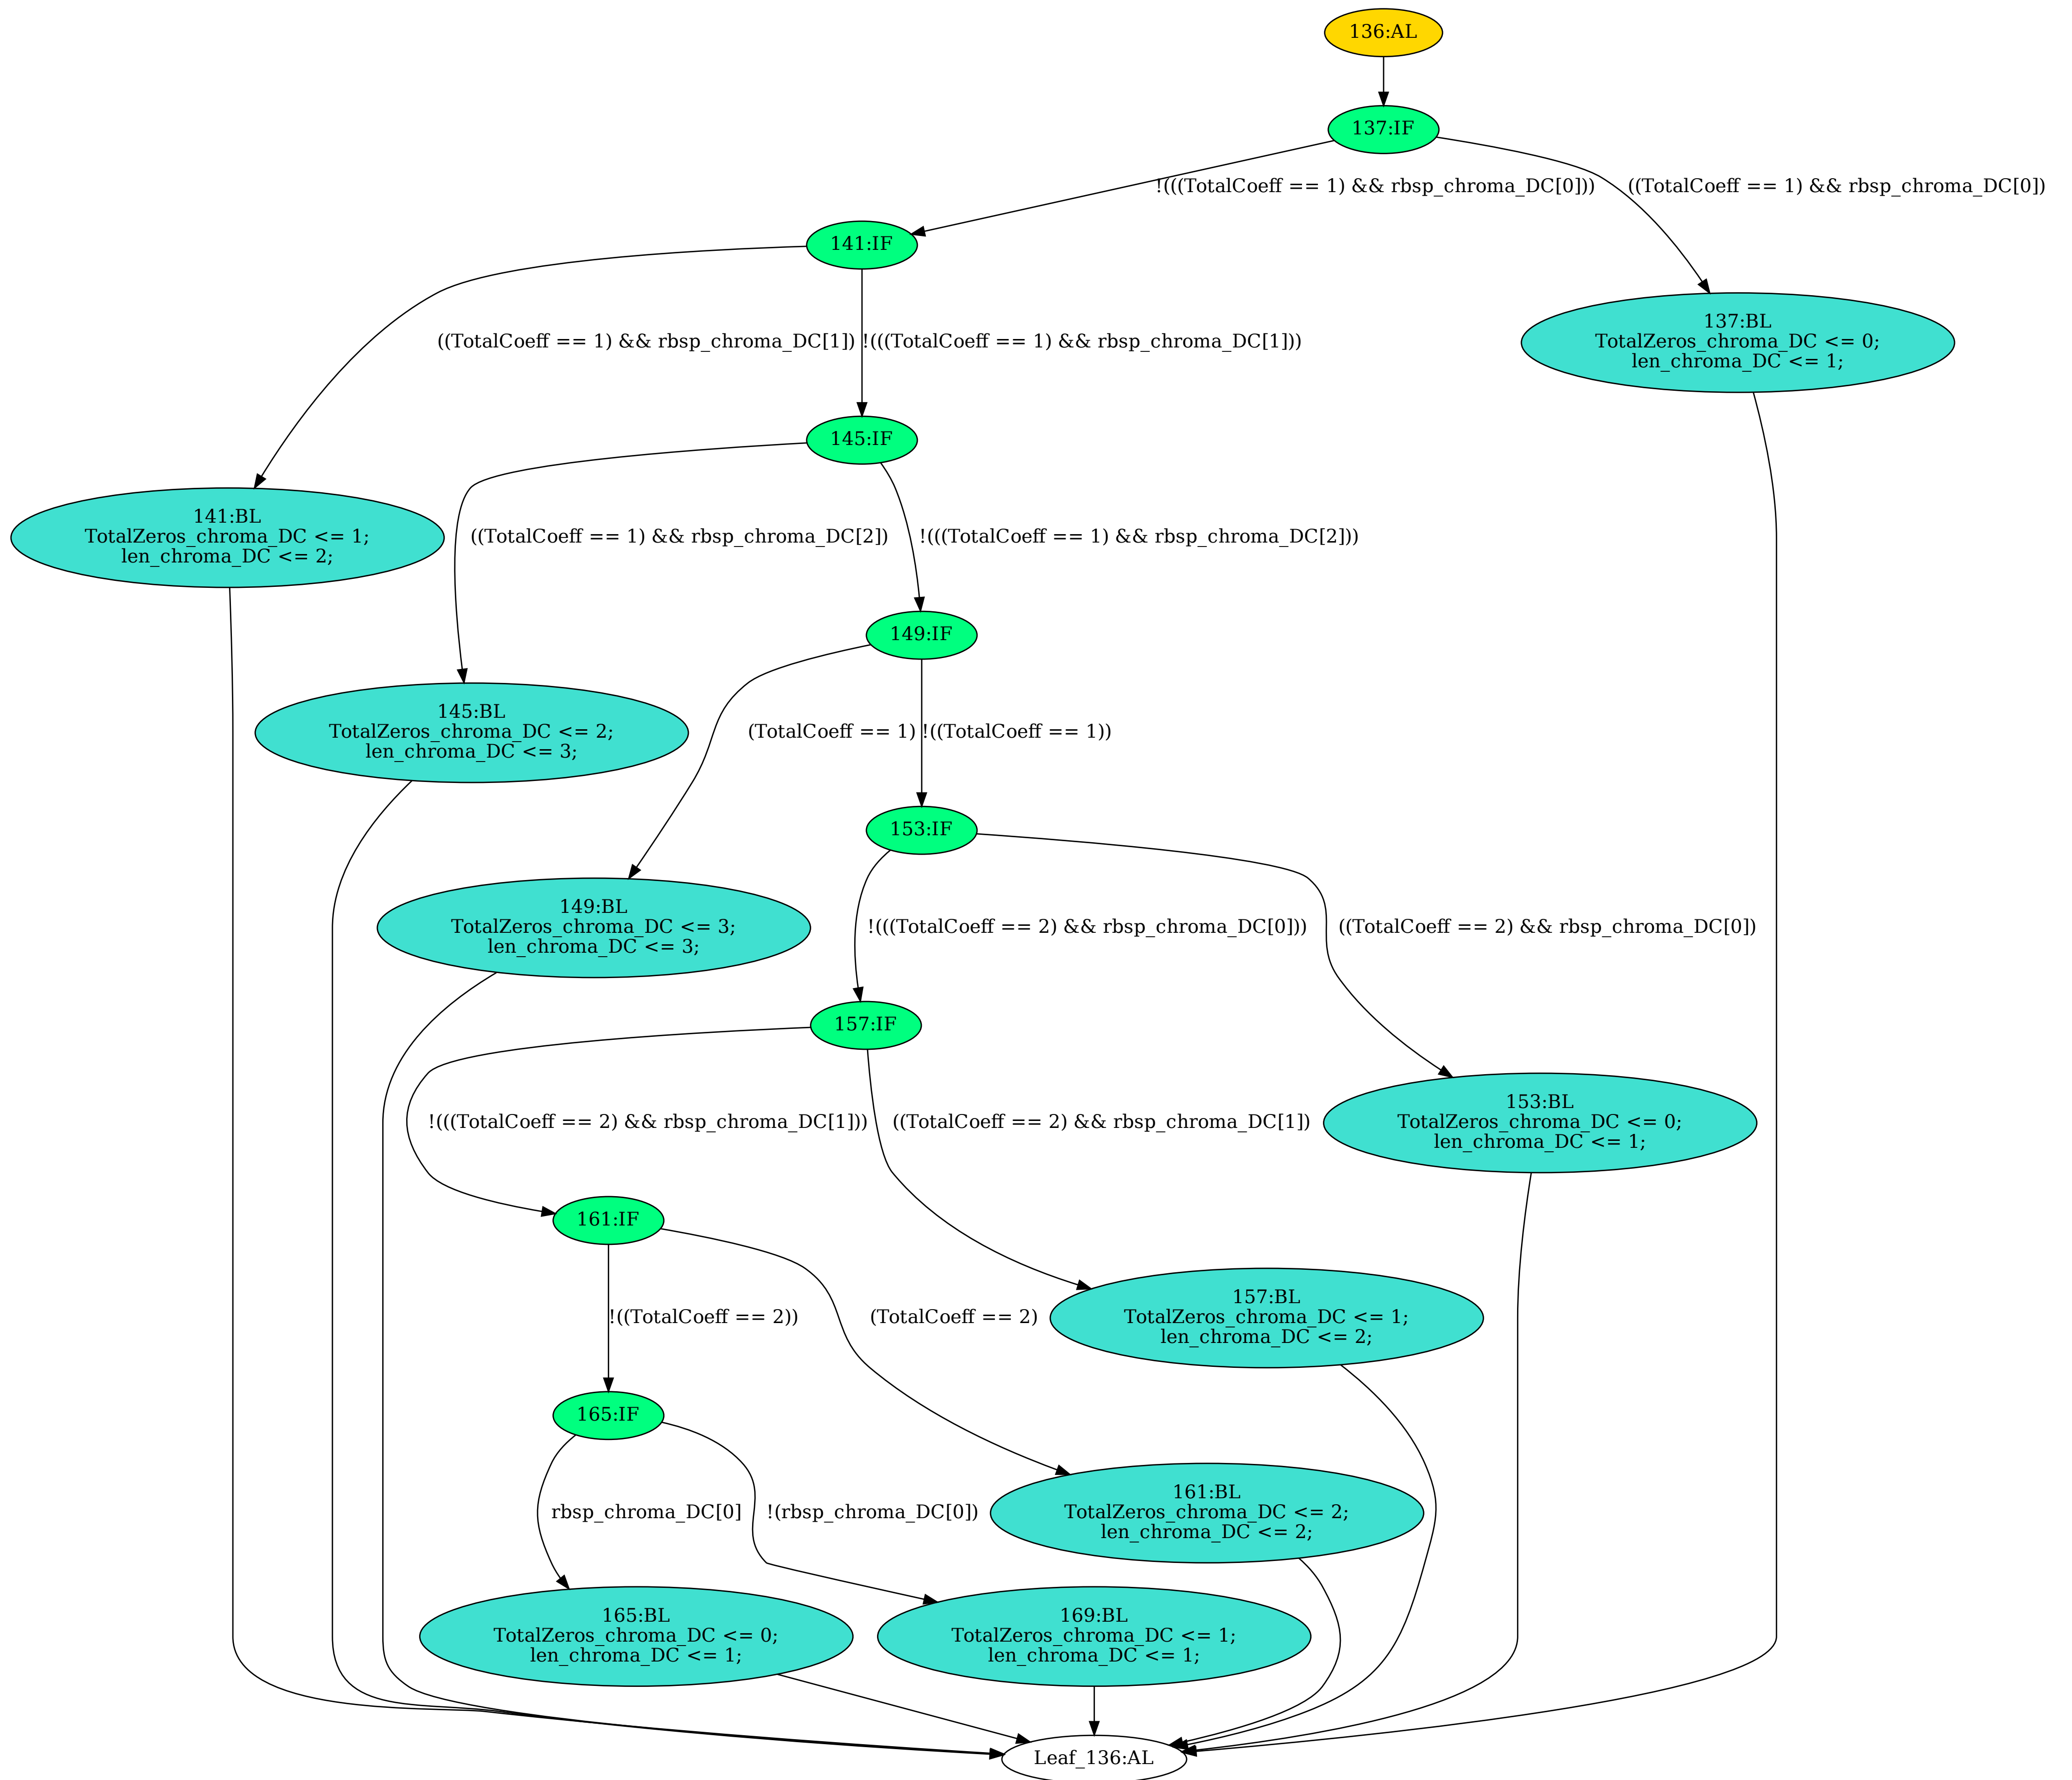 136:AL
137:IF
!(((TotalCoeff == 1) && rbsp_chroma_DC[0]))
((TotalCoeff == 1) && rbsp_chroma_DC[0])
141:IF
137:BL
TotalZeros_chroma_DC <= 0;
len_chroma_DC <= 1;
((TotalCoeff == 1) && rbsp_chroma_DC[1])
!(((TotalCoeff == 1) && rbsp_chroma_DC[1]))
145:IF
141:BL
TotalZeros_chroma_DC <= 1;
len_chroma_DC <= 2;
((TotalCoeff == 1) && rbsp_chroma_DC[2])
!(((TotalCoeff == 1) && rbsp_chroma_DC[2]))
149:IF
145:BL
TotalZeros_chroma_DC <= 2;
len_chroma_DC <= 3;
(TotalCoeff == 1)
!((TotalCoeff == 1))
153:IF
149:BL
TotalZeros_chroma_DC <= 3;
len_chroma_DC <= 3;
!(((TotalCoeff == 2) && rbsp_chroma_DC[0]))
((TotalCoeff == 2) && rbsp_chroma_DC[0])
157:IF
!(((TotalCoeff == 2) && rbsp_chroma_DC[1]))
((TotalCoeff == 2) && rbsp_chroma_DC[1])
153:BL
TotalZeros_chroma_DC <= 0;
len_chroma_DC <= 1;
161:IF
!((TotalCoeff == 2))
(TotalCoeff == 2)
157:BL
TotalZeros_chroma_DC <= 1;
len_chroma_DC <= 2;
165:IF
rbsp_chroma_DC[0]
!(rbsp_chroma_DC[0])
161:BL
TotalZeros_chroma_DC <= 2;
len_chroma_DC <= 2;
165:BL
TotalZeros_chroma_DC <= 0;
len_chroma_DC <= 1;
169:BL
TotalZeros_chroma_DC <= 1;
len_chroma_DC <= 1;
Leaf_136:AL